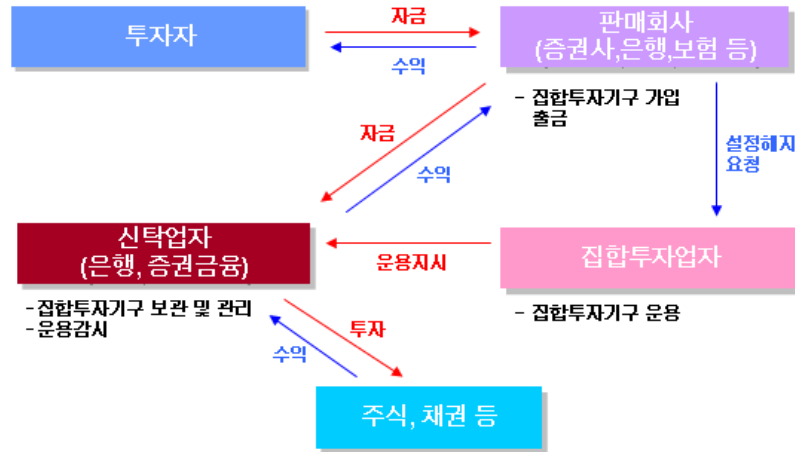 투자자
자금
수익
판매회사
(증권사,은행,보험 등)
- 집합투자기구 가입
출금
자금
수익
설정해지
요청
신탁업자
(은행, 증권금융)
운용지시
집합투자업자
-집합투자기구 보관 및 관리
-운용감시
- 집합투자기구 운용
투자
수익
주식, 채권 등